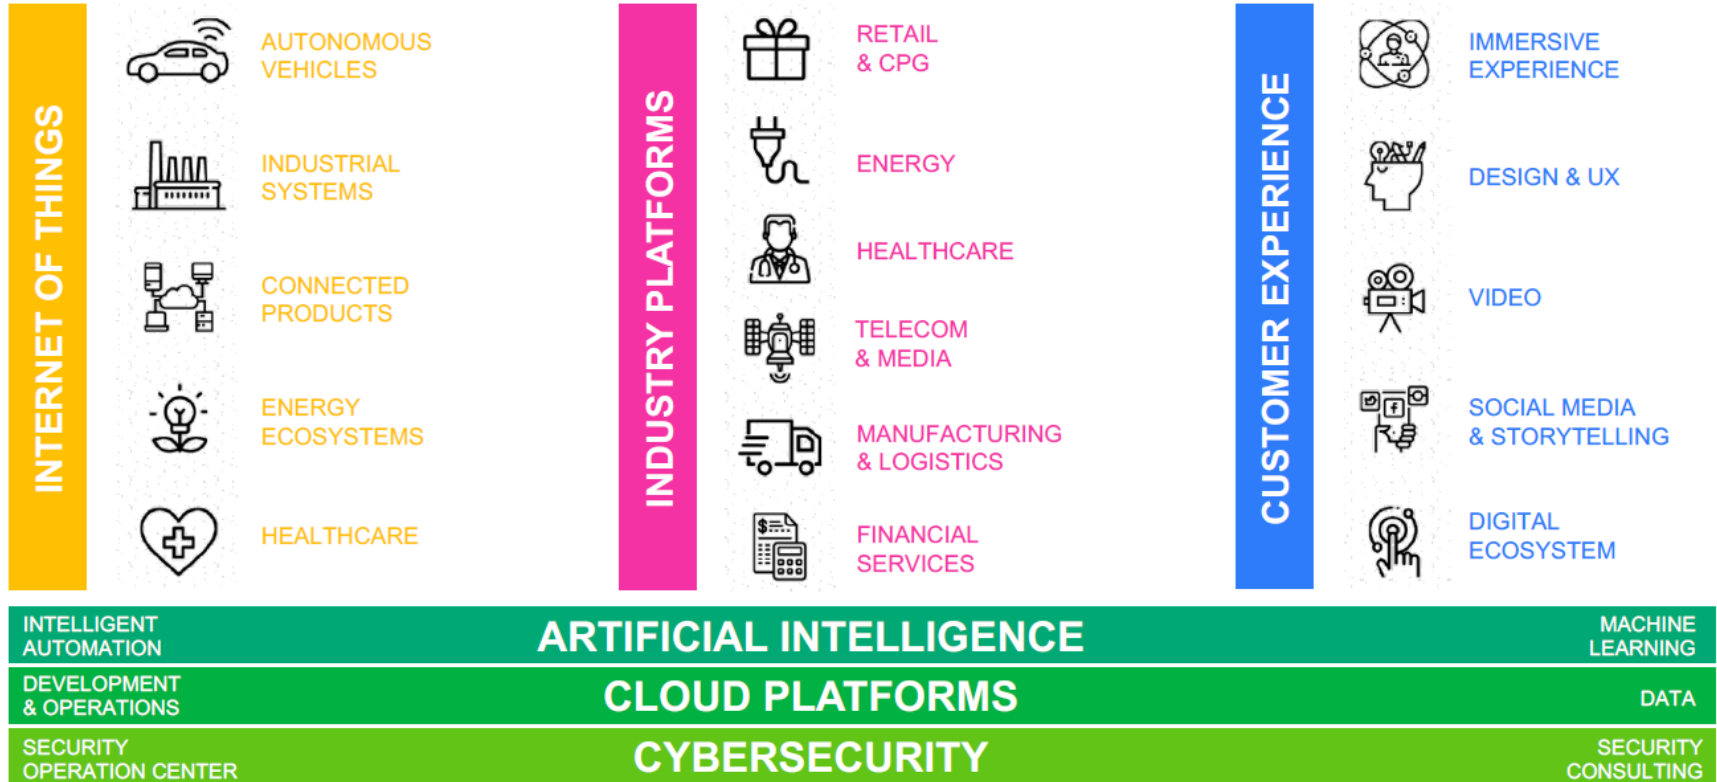 INTERNET OF THINGS
AUTONOMOUS
VEHICLES
INDUSTRIAL
SYSTEMS
CONNECTED
PRODUCTS
ENERGY
ECOSYSTEMS
HEALTHCARE
INDUSTRY PLATFORMS
RETAIL
& CPG
ENERGY
HEALTHCARE
TELECOM
& MEDIA
MANUFACTURING
& LOGISTICS
FINANCIAL
SERVICES
CUSTOMER EXPERIENCE
IMMERSIVE
EXPERIENCE
DESIGN & UX
VIDEO
SOCIAL MEDIA
& STORYTELLING
DIGITAL
ECOSYSTEM
INTELLIGENT
AUTOMATION
ARTIFICIAL INTELLIGENCE
MACHINE
LEARNING
DEVELOPMENT
& OPERATIONS
CLOUD PLATFORMS
DATA
SECURITY
OPERATION CENTER
CYBERSECURITY
SECURITY
CONSULTING